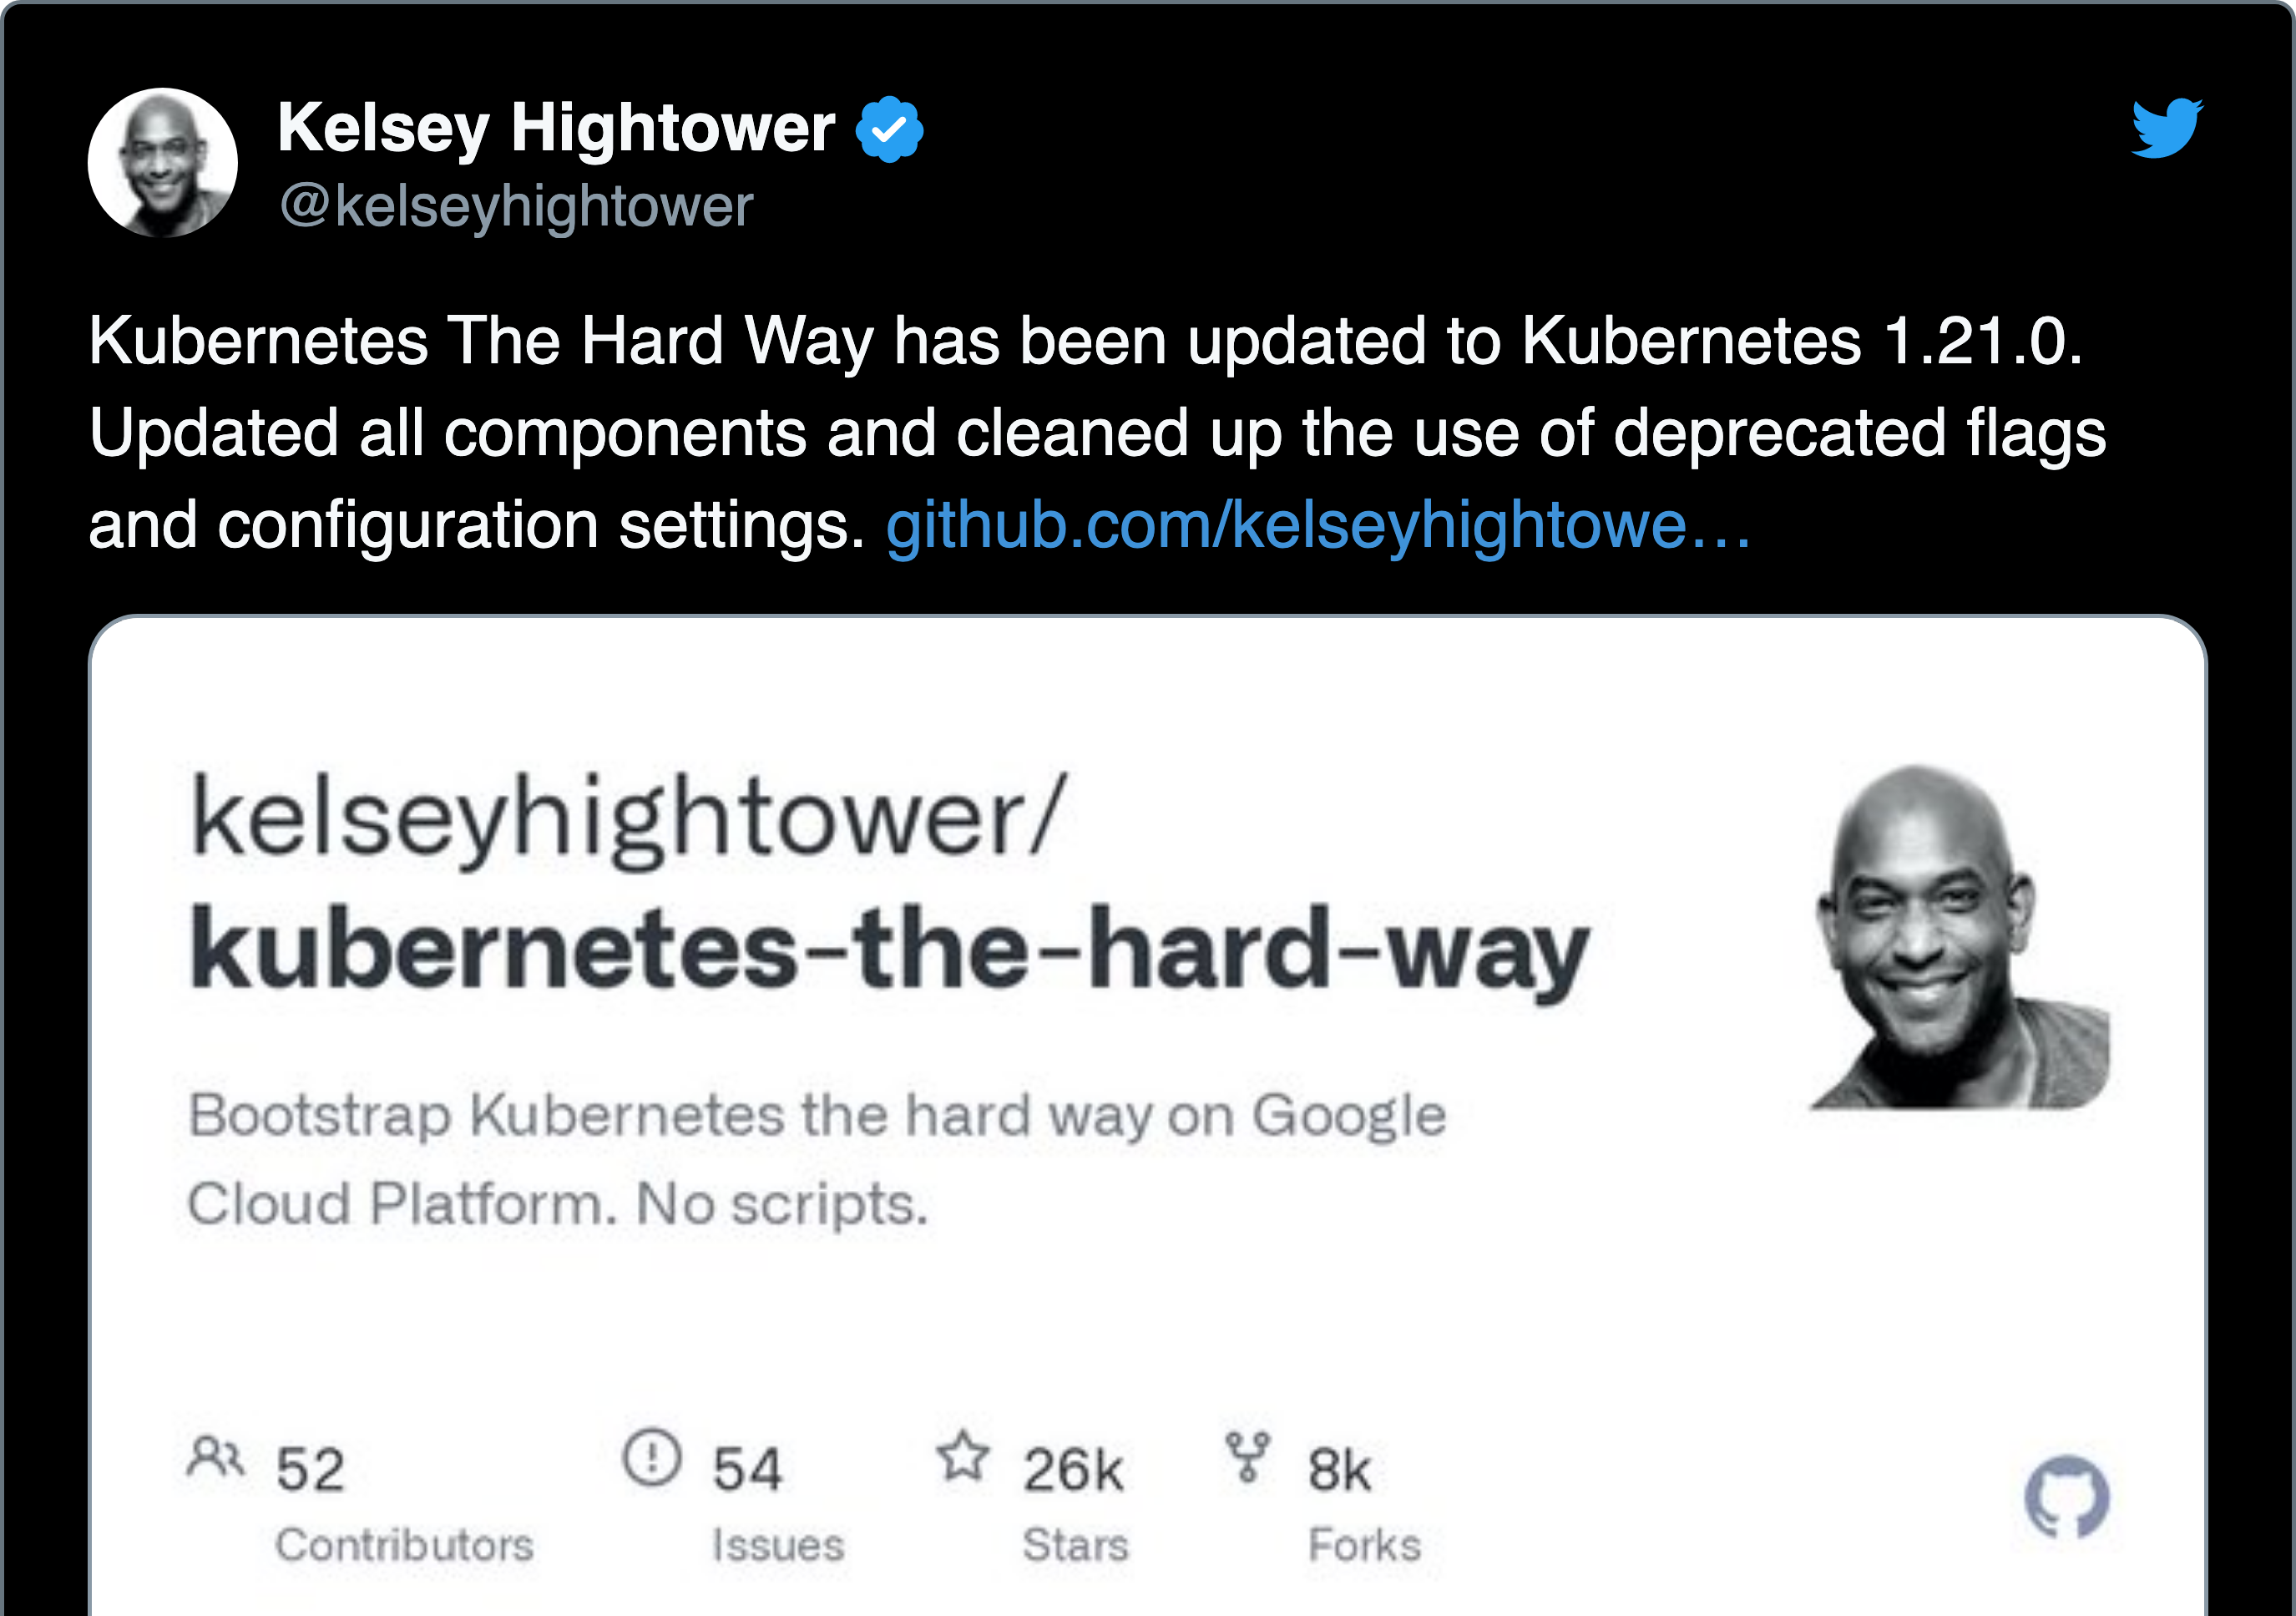 Kelsey Hightower
@kelseyhightower
Kubernetes The Hard Way has been updated to Kubernetes 1.21.0.
Updated all components and cleaned up the use of deprecated flags
and configuration settings. github.com/kelseyhightowe…
kelseyhightower/
kubernetes-the-hard-way
Bootstrap Kubernetes the hard way on Google
Cloud Platform. No scripts.
52 54 26k 8k
Contributors Issues Stars Forks